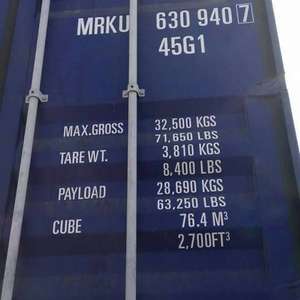 MRKU 630 940 7
45G1
MAX.GROSS 32,500 KGS
71,650 LBS
TARE WT. 3,810 KGS
8,400 LBS
PAYLOAD 28,690 KGS
63,250 LBS
CUBE 76.4 M³
2,700FT³